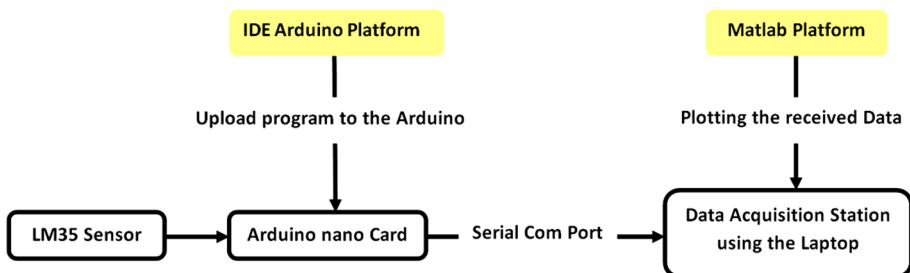 IDE Arduino Platform
Matlab Platform
Upload program to the Arduino
Plotting the received Data
LM35 Sensor
Arduino nano Card
Serial Com Port
Data Acquisition Station
using the Laptop